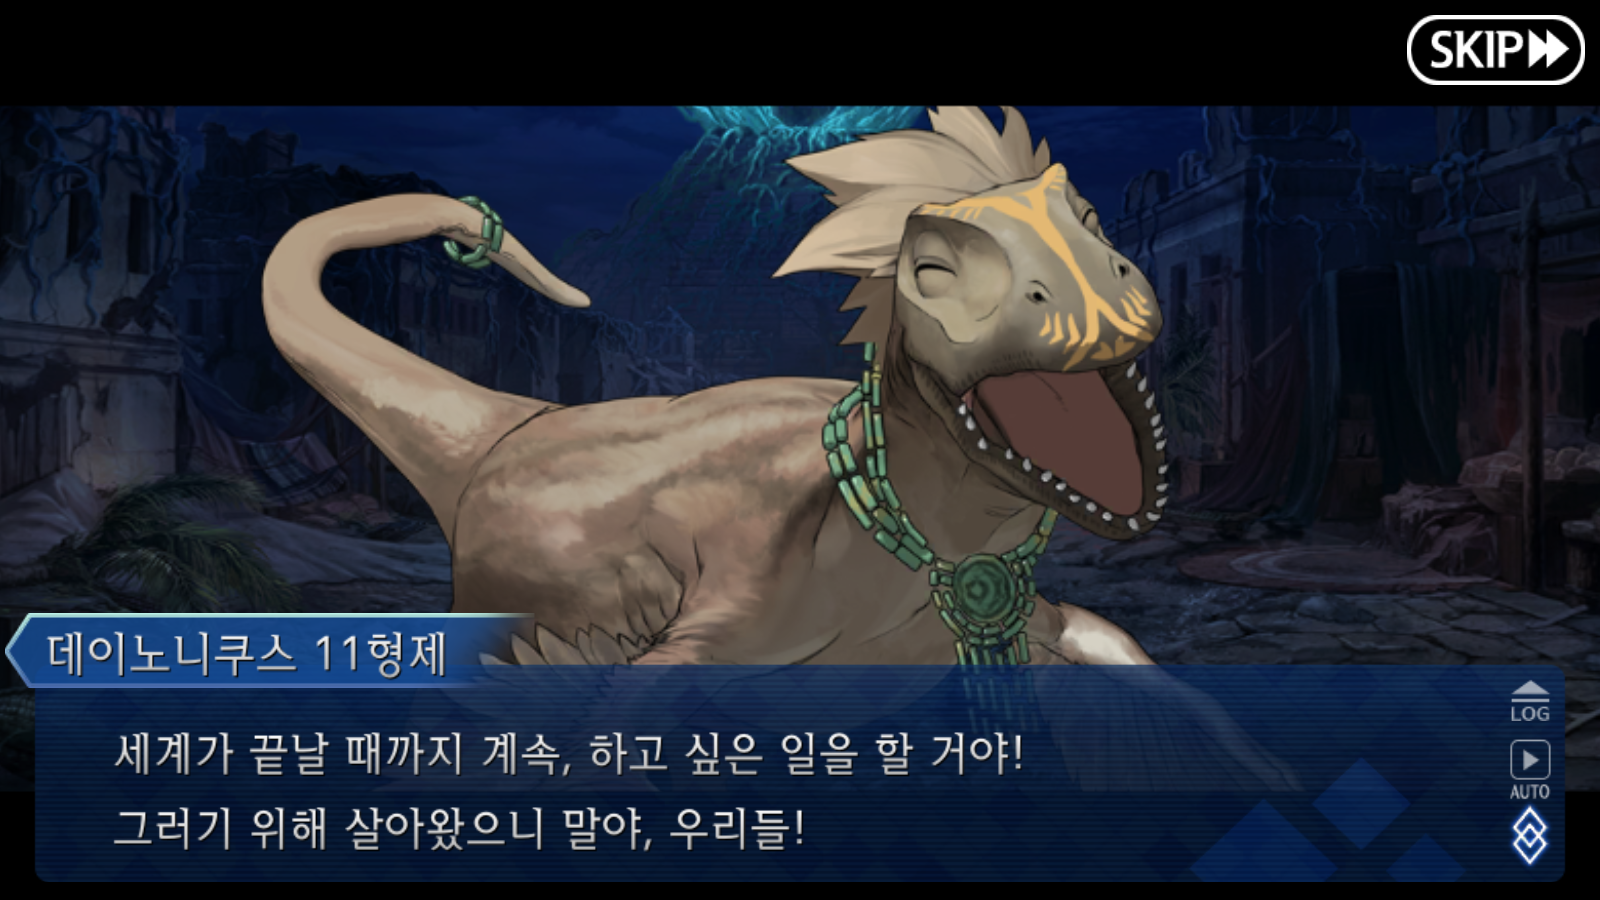 SKIP
데이노니쿠스 11형제
세계가 끝날 때까지 계속, 하고 싶은 일을 할 거야!
그러기 위해 살아왔으니 말야, 우리들!
LOG
AUTO